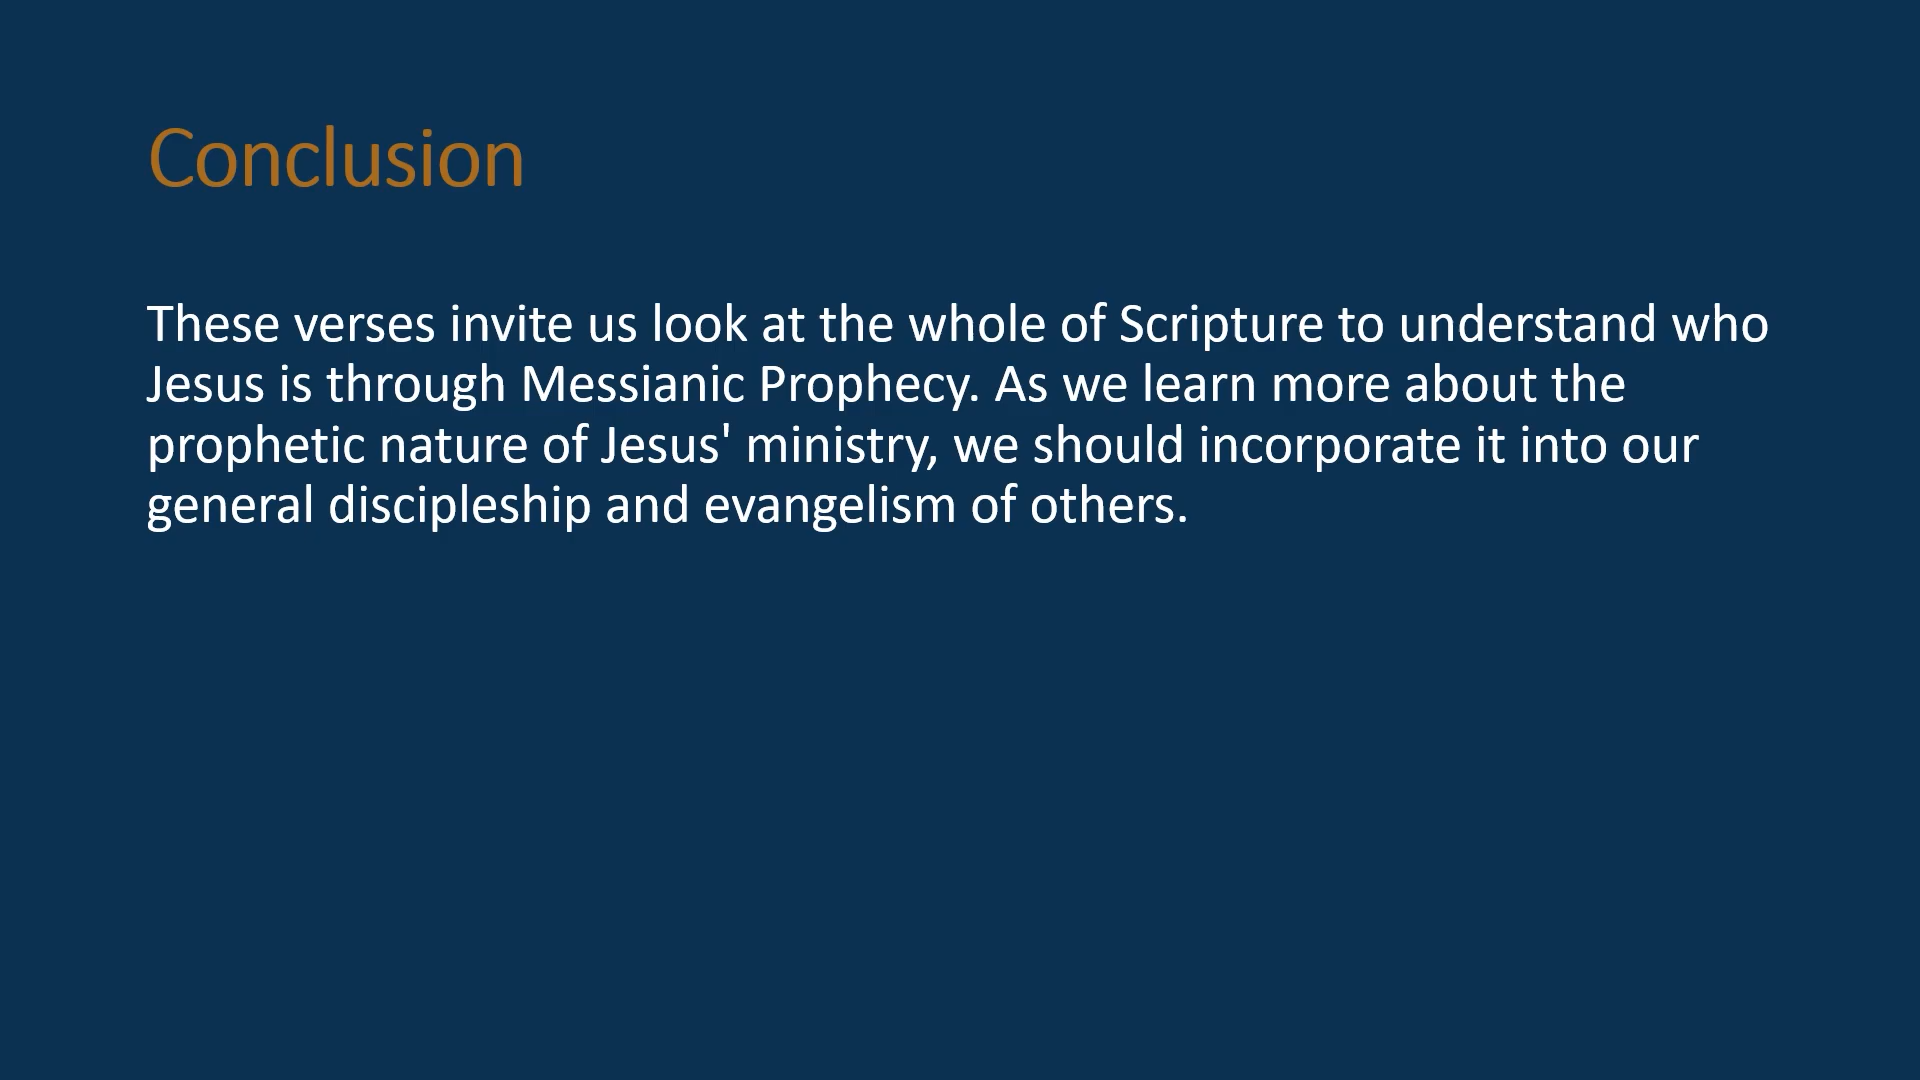 Conclusion
These verses invite us look at the whole of Scripture to understand who
Jesus is through Messianic Prophecy. As we learn more about the
prophetic nature of Jesus' ministry, we should incorporate it into our
general discipleship and evangelism of others.